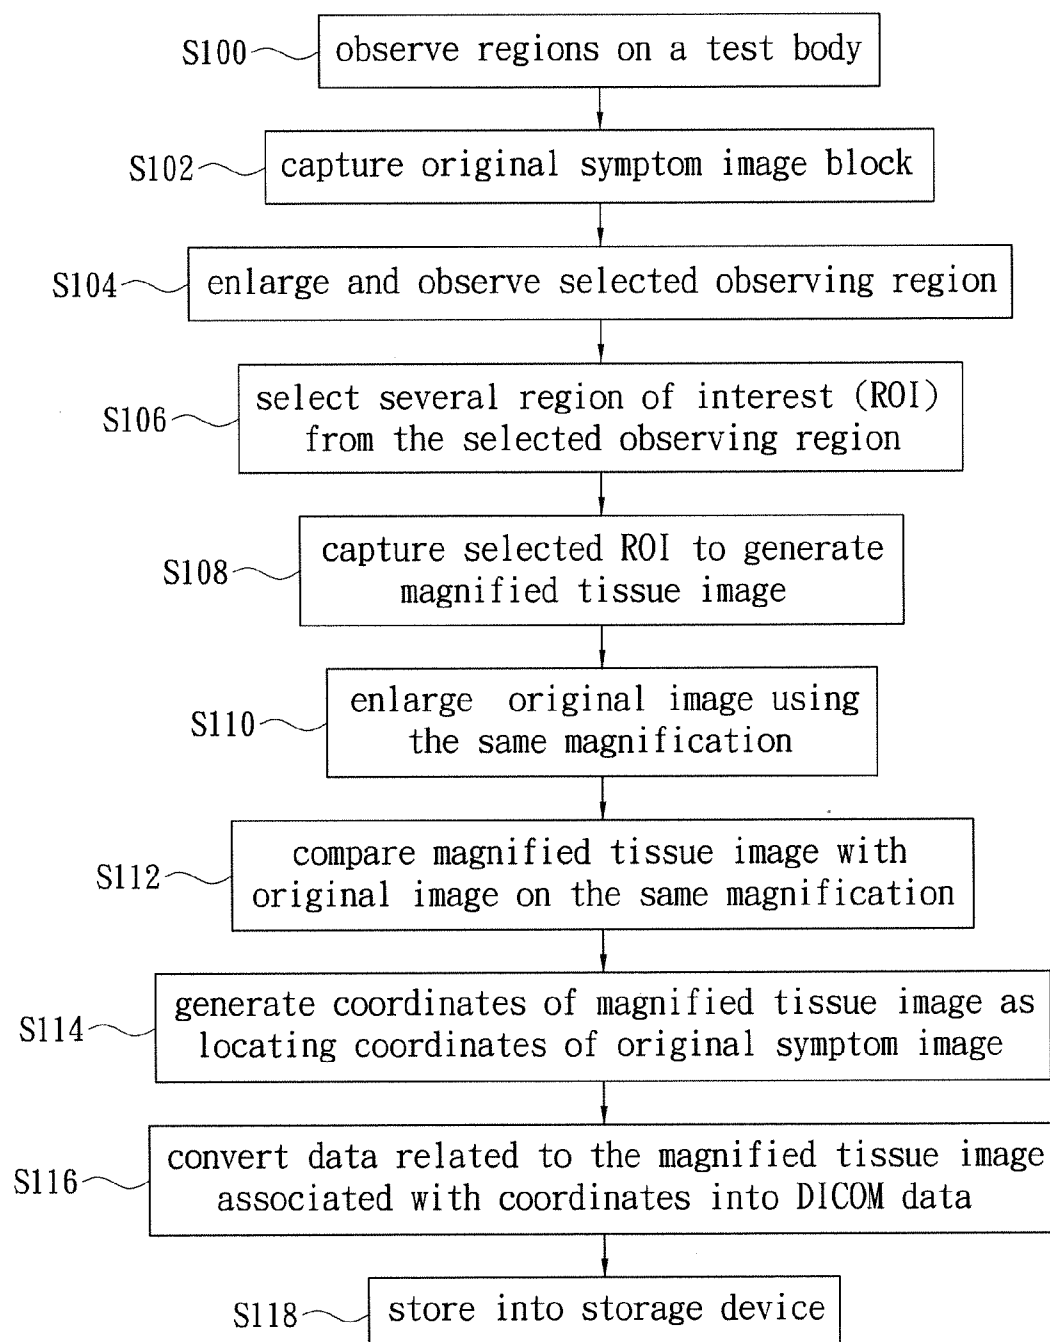 S100
observe regions on a test body
S102
capture original symptom image block
S104
enlarge and observe selected observing region
S106
select several region of interest (ROI)
from the selected observing region
S108
capture selected ROI to generate
magnified tissue image
S110
enlarge original image using
the same magnification
S112
compare magnified tissue image with
original image on the same magnification
S114
generate coordinates of magnified tissue image as
locating coordinates of original symptom image
S116
convert data related to the magnified tissue image
associated with coordinates into DICOM data
S118
store into storage device